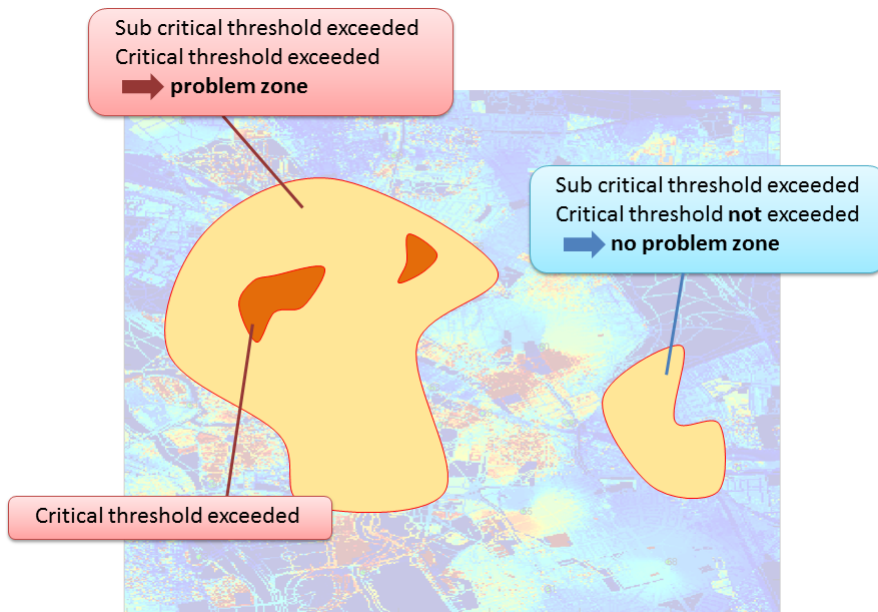 Sub critical threshold exceeded
Critical threshold exceeded
problem zone
Sub critical threshold exceeded
Critical threshold not exceeded
no problem zone
Critical threshold exceeded